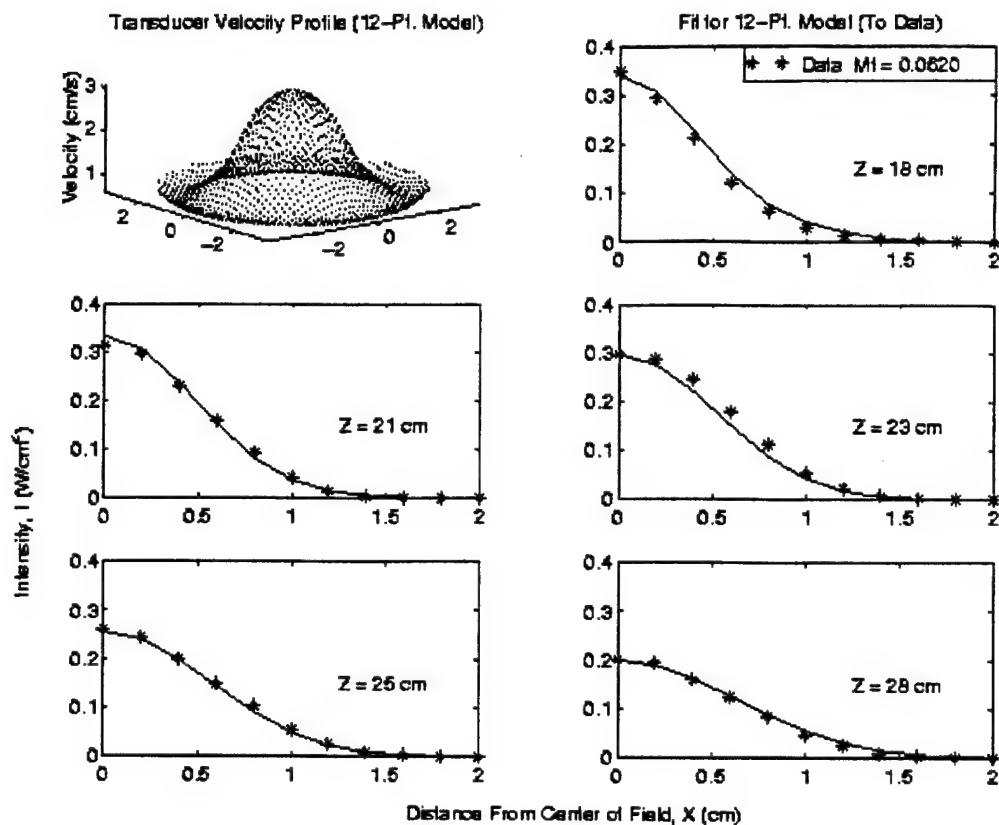 Transducer Velocity Profile (12-Pt. Model)
Velocity (cm/s)
3
2
1
2
0
-2
-2
0
2
Fit for 12-Pt. Model (To Data)
0.4
0.3
0.2
0.1
0
* * Data Mf = 0.0620
Z = 18 cm
0 0.5 1 1.5 2
Intensity, I (W/cm²)
0.4
0.3
0.2
0.1
0
Z = 21 cm
0 0.5 1 1.5 2
0.4
0.3
0.2
0.1
0
Z = 23 cm
0 0.5 1 1.5 2
0.4
0.3
0.2
0.1
0
Z = 25 cm
0 0.5 1 1.5 2
0.4
0.3
0.2
0.1
0
Z = 28 cm
0 0.5 1 1.5 2
Distance From Center of Field, X (cm)